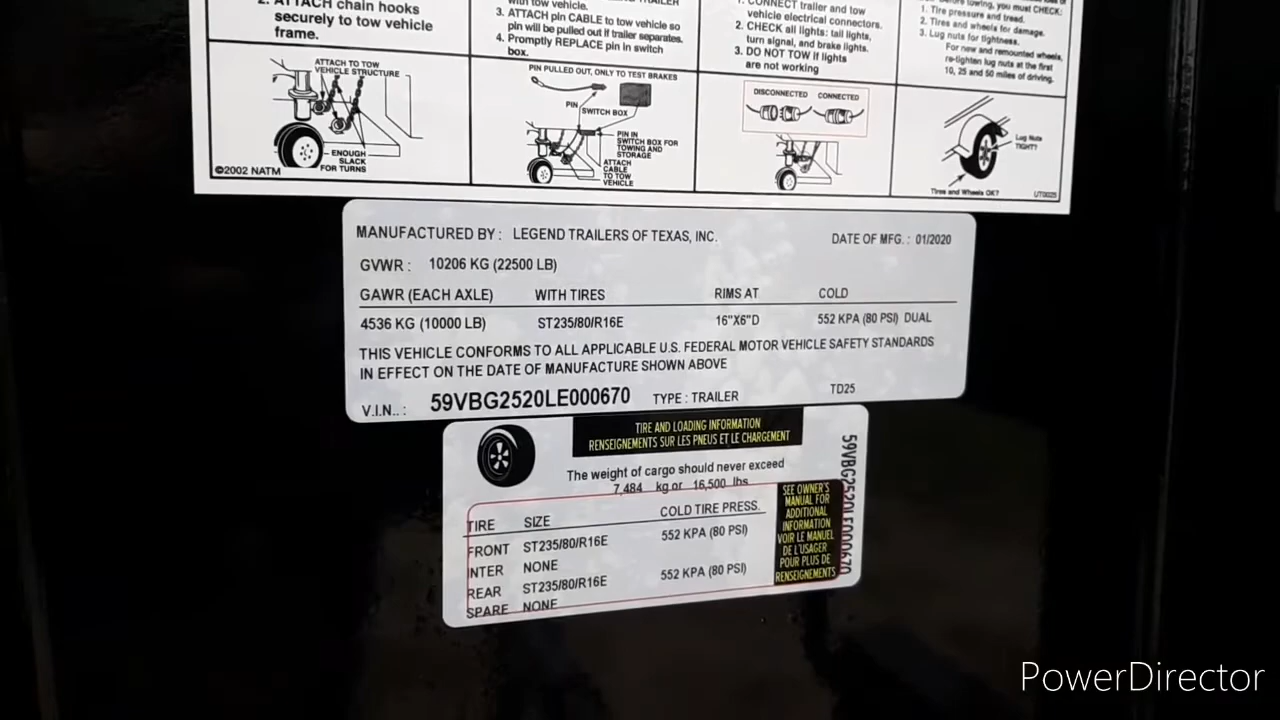 2. ATTACH chain hooks
securely to tow vehicle
frame.
with tow vehicle.
3. ATTACH pin CABLE to tow vehicle so
pin will be pulled out if trailer separates.
4. Promptly REPLACE pin in switch
box.
1. CONNECT trailer and tow
vehicle electrical connectors.
2. CHECK all lights: tail lights,
turn signal, and brake lights.
3. DO NOT TOW if lights
are not working
before towing, you must CHECK:
1. Tire pressure and tread.
2. Tires and wheels for damage.
3. Lug nuts for tightness.
For new and remounted wheels,
re-tighten lug nuts at the first
10, 25 and 50 miles of driving.
ATTACH TO TOW
VEHICLE STRUCTURE
ENOUGH
SLACK
FOR TURNS
©2002 NATM
PIN PULLED OUT, ONLY TO TEST BRAKES
PIN
SWITCH BOX
PIN IN
SWITCH BOX FOR
TOWING AND
STORAGE
ATTACH
CABLE
TO TOW
VEHICLE
DISCONNECTED CONNECTED
Lug Nuts
TIGHT?
Tires and Wheels OK?
UT0025
MANUFACTURED BY : LEGEND TRAILERS OF TEXAS, INC. DATE OF MFG. : 01/2020
GVWR : 10206 KG (22500 LB)
GAWR (EACH AXLE) WITH TIRES RIMS AT COLD
4536 KG (10000 LB) ST235/80/R16E 16"X6"D 552 KPA (80 PSI) DUAL
THIS VEHICLE CONFORMS TO ALL APPLICABLE U.S. FEDERAL MOTOR VEHICLE SAFETY STANDARDS
IN EFFECT ON THE DATE OF MANUFACTURE SHOWN ABOVE
V.I.N.. : 59VBG2520LE000670 TYPE : TRAILER TD25
TIRE AND LOADING INFORMATION
RENSEIGNEMENTS SUR LES PNEUS ET LE CHARGEMENT
The weight of cargo should never exceed
7,484 kg or 16,500 lbs
TIRE SIZE COLD TIRE PRESS.
FRONT ST235/80/R16E 552 KPA (80 PSI)
INTER NONE
REAR ST235/80/R16E 552 KPA (80 PSI)
SPARE NONE
SEE OWNER'S
MANUAL FOR
ADDITIONAL
INFORMATION
VOIR LE MANUEL
DE L'USAGER
POUR PLUS DE
RENSEIGNEMENTS
59VBG2520LE000670
PowerDirector